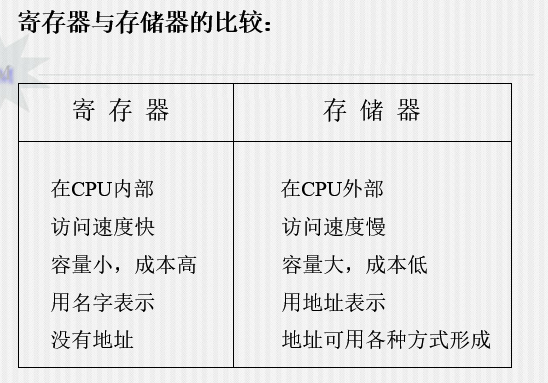 寄存器与存储器的比较：
寄 存 器
存 储 器
在CPU内部
在CPU外部
访问速度快
访问速度慢
容量小，成本高
容量大，成本低
用名字表示
用地址表示
没有地址
地址可用各种方式形成